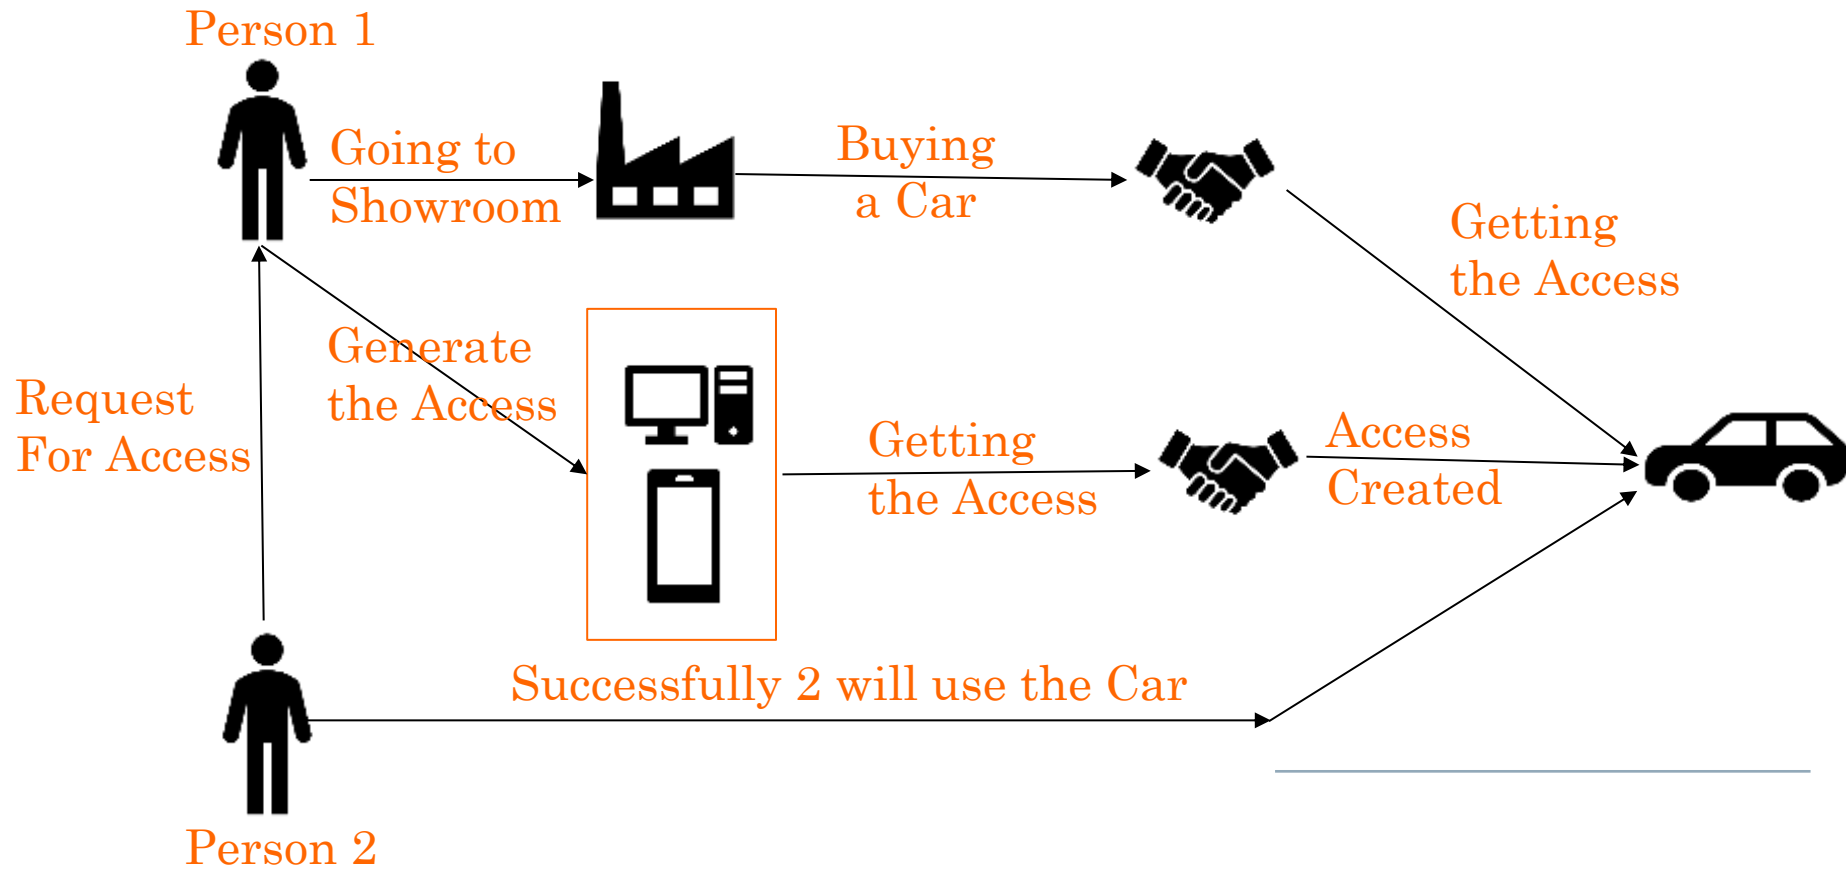 Person 1
Going to
Showroom
Buying
a Car
Getting
the Access
Generate
the Access
Request
For Access
Getting
the Access
Access
Created
Successfully 2 will use the Car
Person 2